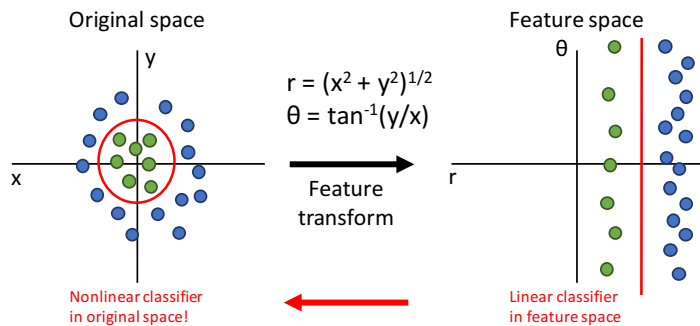 Original space
y
x
r = (x² + y²)¹/²
θ = tan⁻¹(y/x)
Feature
transform
Feature space
θ
r
Nonlinear classifier
in original space!
Linear classifier
in feature space